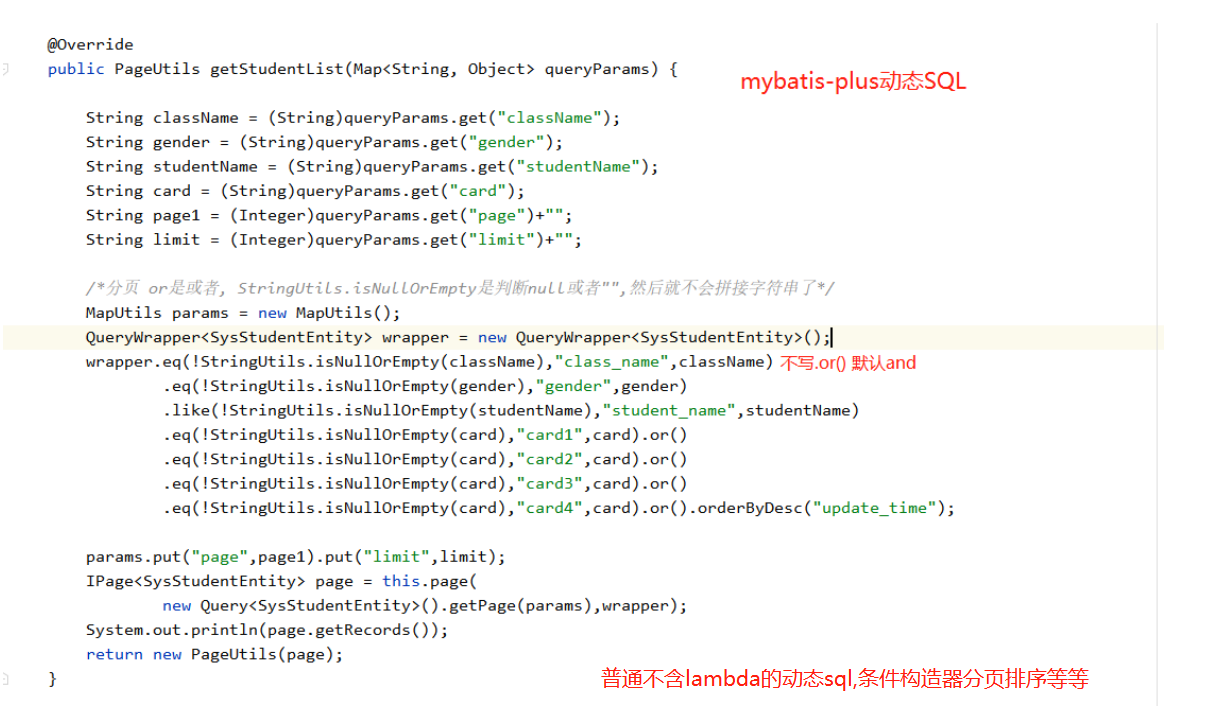 @Override
public PageUtils getStudentList(Map<String, Object> queryParams) {
mybatis-plus动态SQL
String className = (String)queryParams.get("className");
String gender = (String)queryParams.get("gender");
String studentName = (String)queryParams.get("studentName");
String card = (String)queryParams.get("card");
String page1 = (Integer)queryParams.get("page")+"";
String limit = (Integer)queryParams.get("limit")+"";
/*分页 or是或者, StringUtils.isNullOrEmpty是判断null或者"",然后就不会拼接字符串了*/
MapUtils params = new MapUtils();
QueryWrapper<SysStudentEntity> wrapper = new QueryWrapper<SysStudentEntity>();
wrapper.eq(!StringUtils.isNullOrEmpty(className),"class_name",className) 不写.or() 默认and
.eq(!StringUtils.isNullOrEmpty(gender),"gender",gender)
.like(!StringUtils.isNullOrEmpty(studentName),"student_name",studentName)
.eq(!StringUtils.isNullOrEmpty(card),"card1",card).or()
.eq(!StringUtils.isNullOrEmpty(card),"card2",card).or()
.eq(!StringUtils.isNullOrEmpty(card),"card3",card).or()
.eq(!StringUtils.isNullOrEmpty(card),"card4",card).or().orderByDesc("update_time");
params.put("page",page1).put("limit",limit);
IPage<SysStudentEntity> page = this.page(
new Query<SysStudentEntity>().getPage(params),wrapper);
System.out.println(page.getRecords());
return new PageUtils(page);
}
普通不含lambda的动态sql,条件构造器分页排序等等